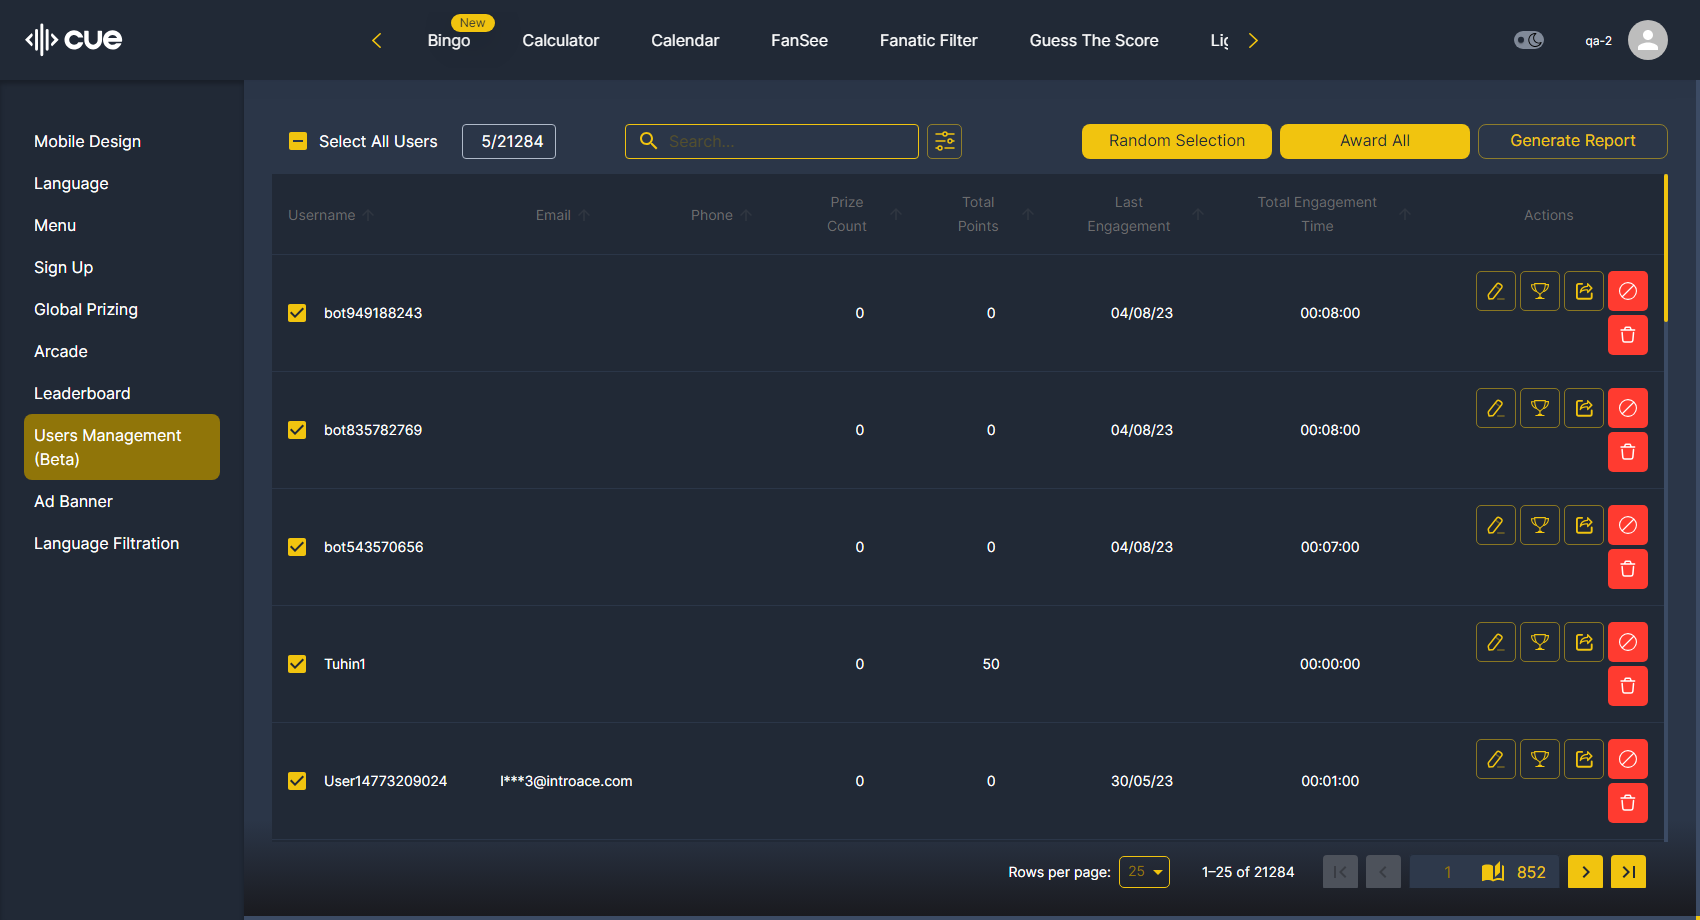 cue
New
Bingo
Calculator
Calendar
FanSee
Fanatic Filter
Guess The Score
Lig
qa-2
Mobile Design
Language
Menu
Sign Up
Global Prizing
Arcade
Leaderboard
Users Management
(Beta)
Ad Banner
Language Filtration
Select All Users
5/21284
Search...
Random Selection
Award All
Generate Report
Username
Email
Phone
Prize
Count
Total
Points
Last
Engagement
Total Engagement
Time
Actions
bot949188243 0 0 04/08/23 00:08:00
bot835782769 0 0 04/08/23 00:08:00
bot543570656 0 0 04/08/23 00:07:00
Tuhin1 0 50 00:00:00
User14773209024 l***3@introace.com 0 0 30/05/23 00:01:00
Rows per page: 25 1–25 of 21284 1 852